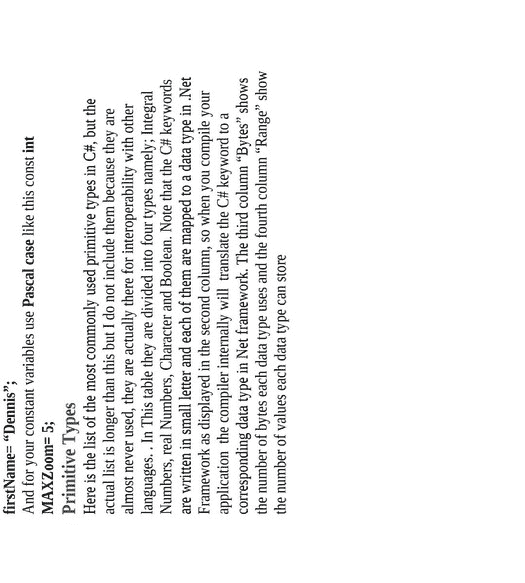 firstName= “Dennis”;
And for your constant variables use Pascal case like this const int
MAXZoom= 5;
Primitive Types
Here is the list of the most commonly used primitive types in C#, but the
actual list is longer than this but I do not include them because they are
almost never used, they are actually there for interoperability with other
languages. . In This table they are divided into four types namely; Integral
Numbers, real Numbers, Character and Boolean. Note that the C# keywords
are written in small letter and each of them are mapped to a data type in .Net
Framework as displayed in the second column, so when you compile your
application the compiler internally will translate the C# keyword to a
corresponding data type in Net framework. The third column “Bytes” shows
the number of bytes each data type uses and the fourth column “Range” show
the number of values each data type can store